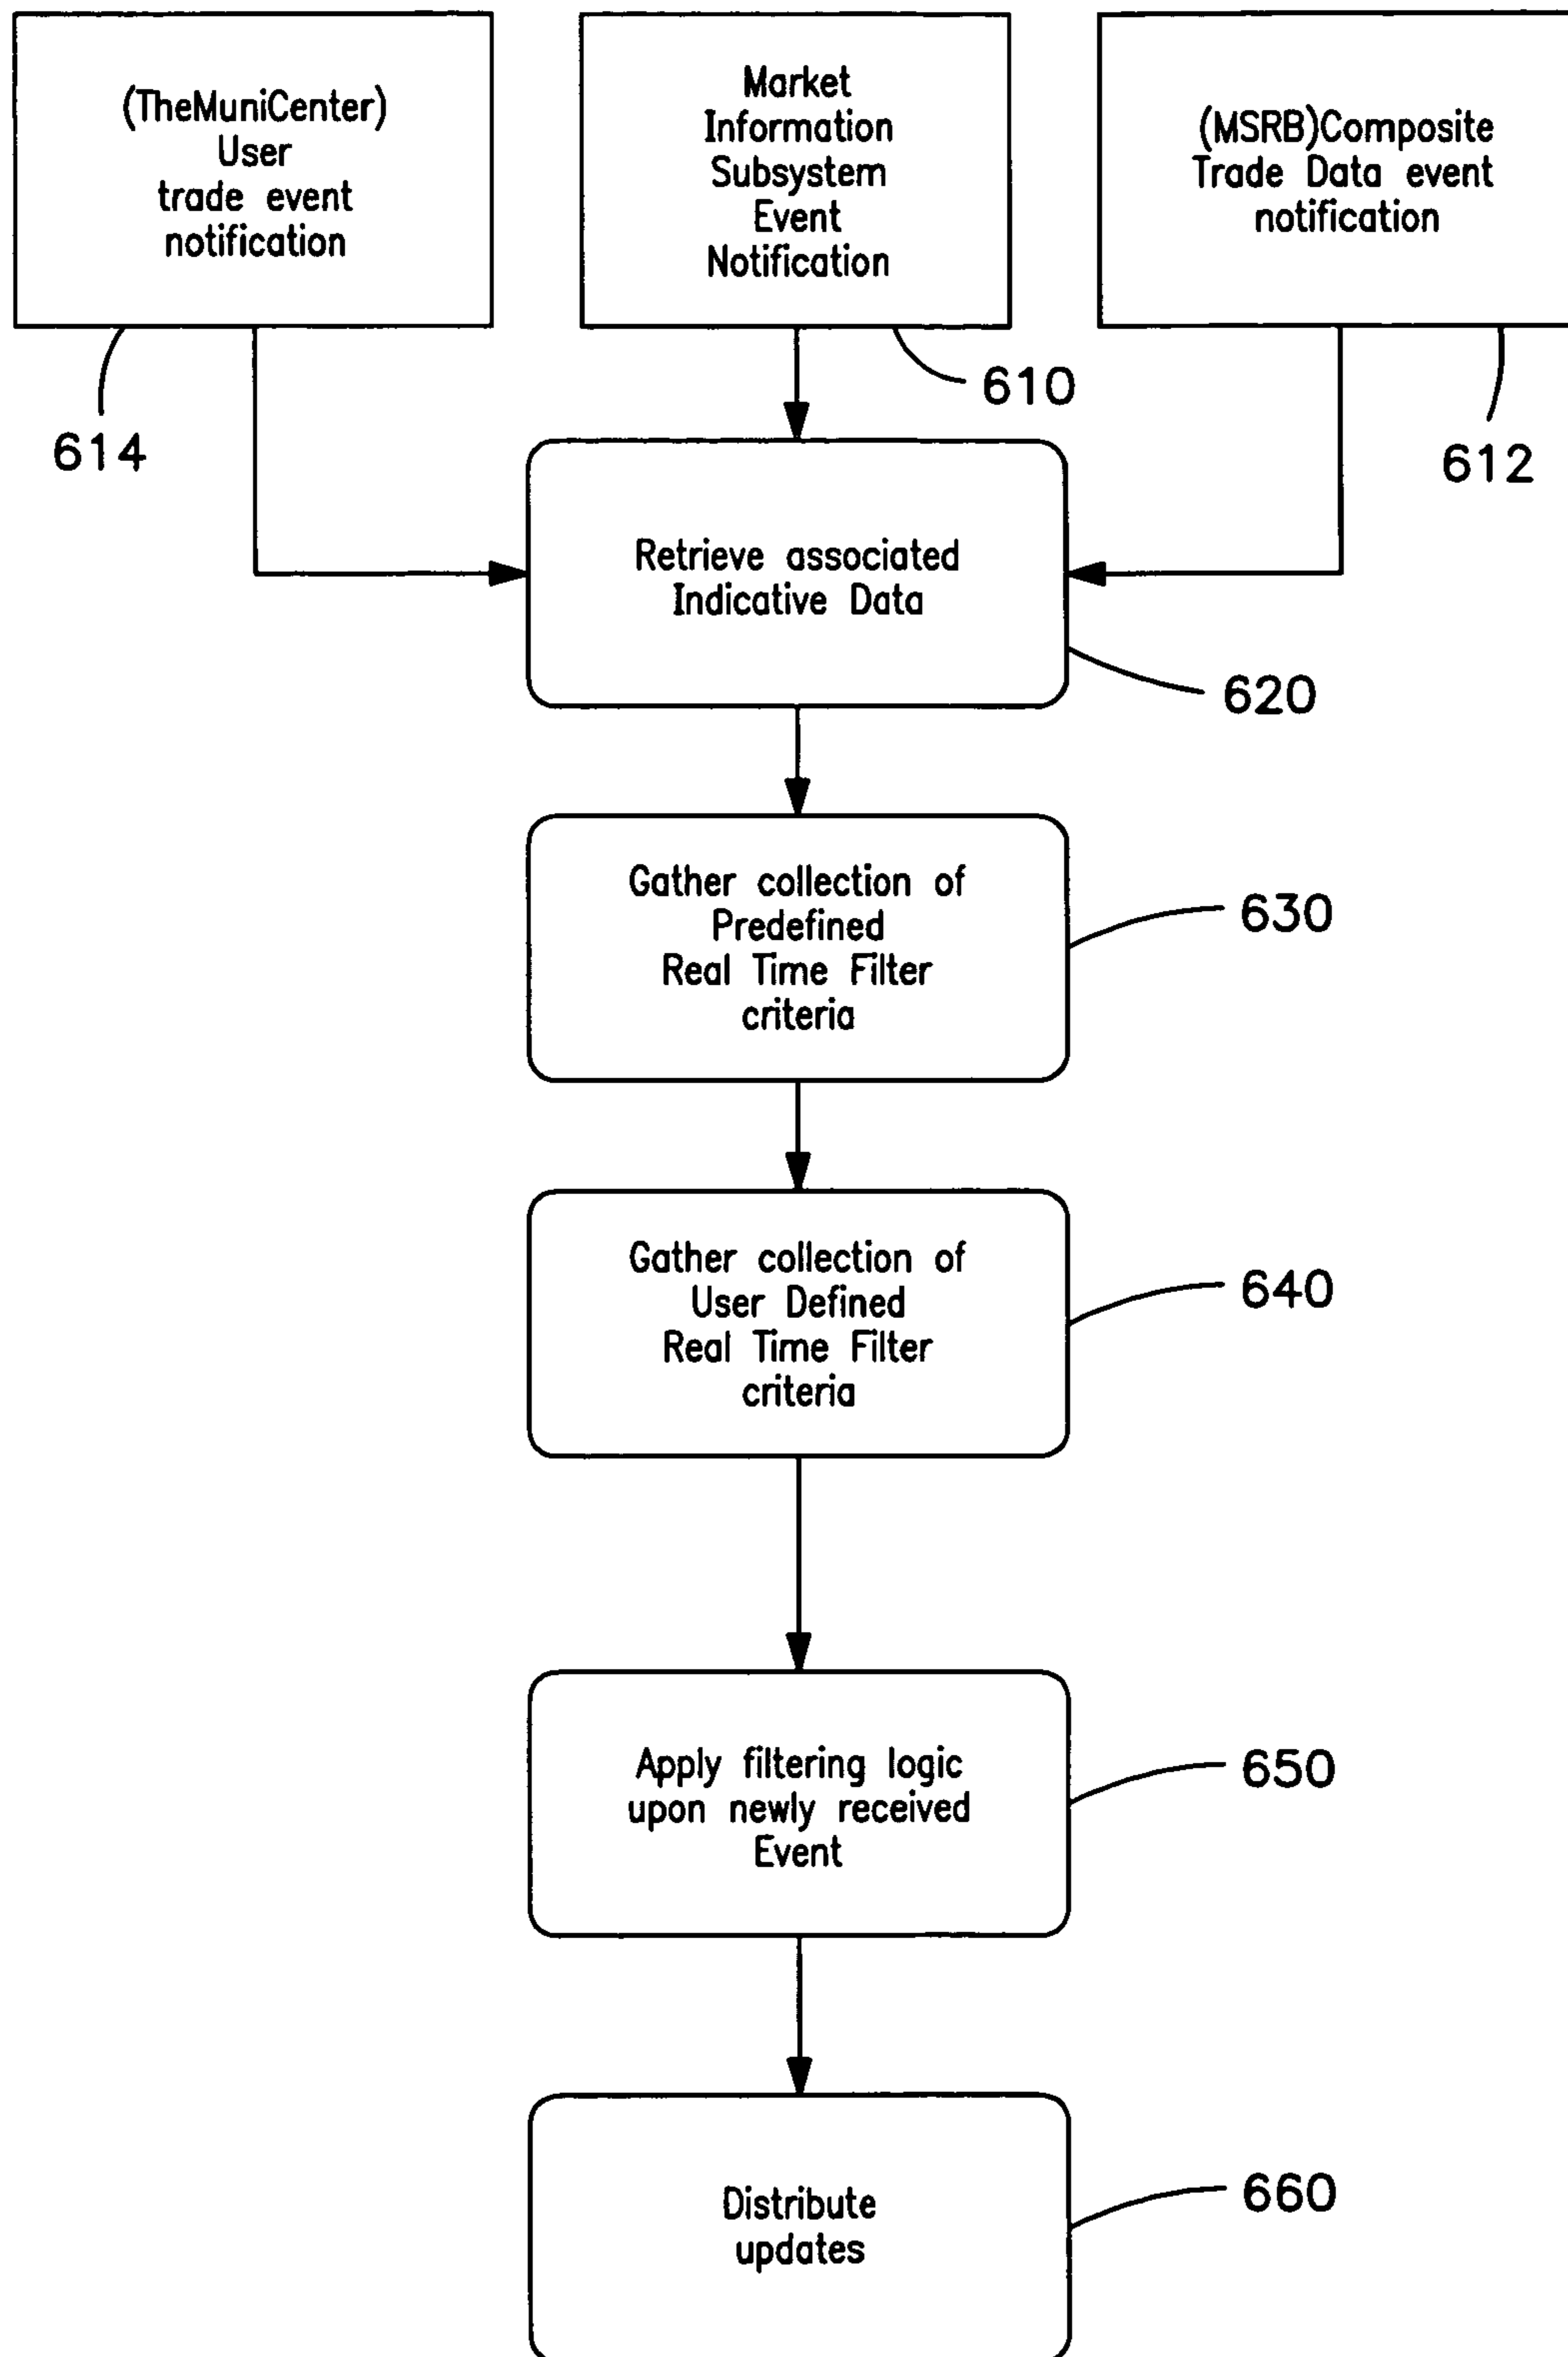 (TheMuniCenter)
User
trade event
notification
Market
Information
Subsystem
Event
Notification
(MSRB)Composite
Trade Data event
notification
614
610
612
Retrieve associated
Indicative Data
620
Gather collection of
Predefined
Real Time Filter
criteria
630
Gather collection of
User Defined
Real Time Filter
criteria
640
Apply filtering logic
upon newly received
Event
650
Distribute
updates
660